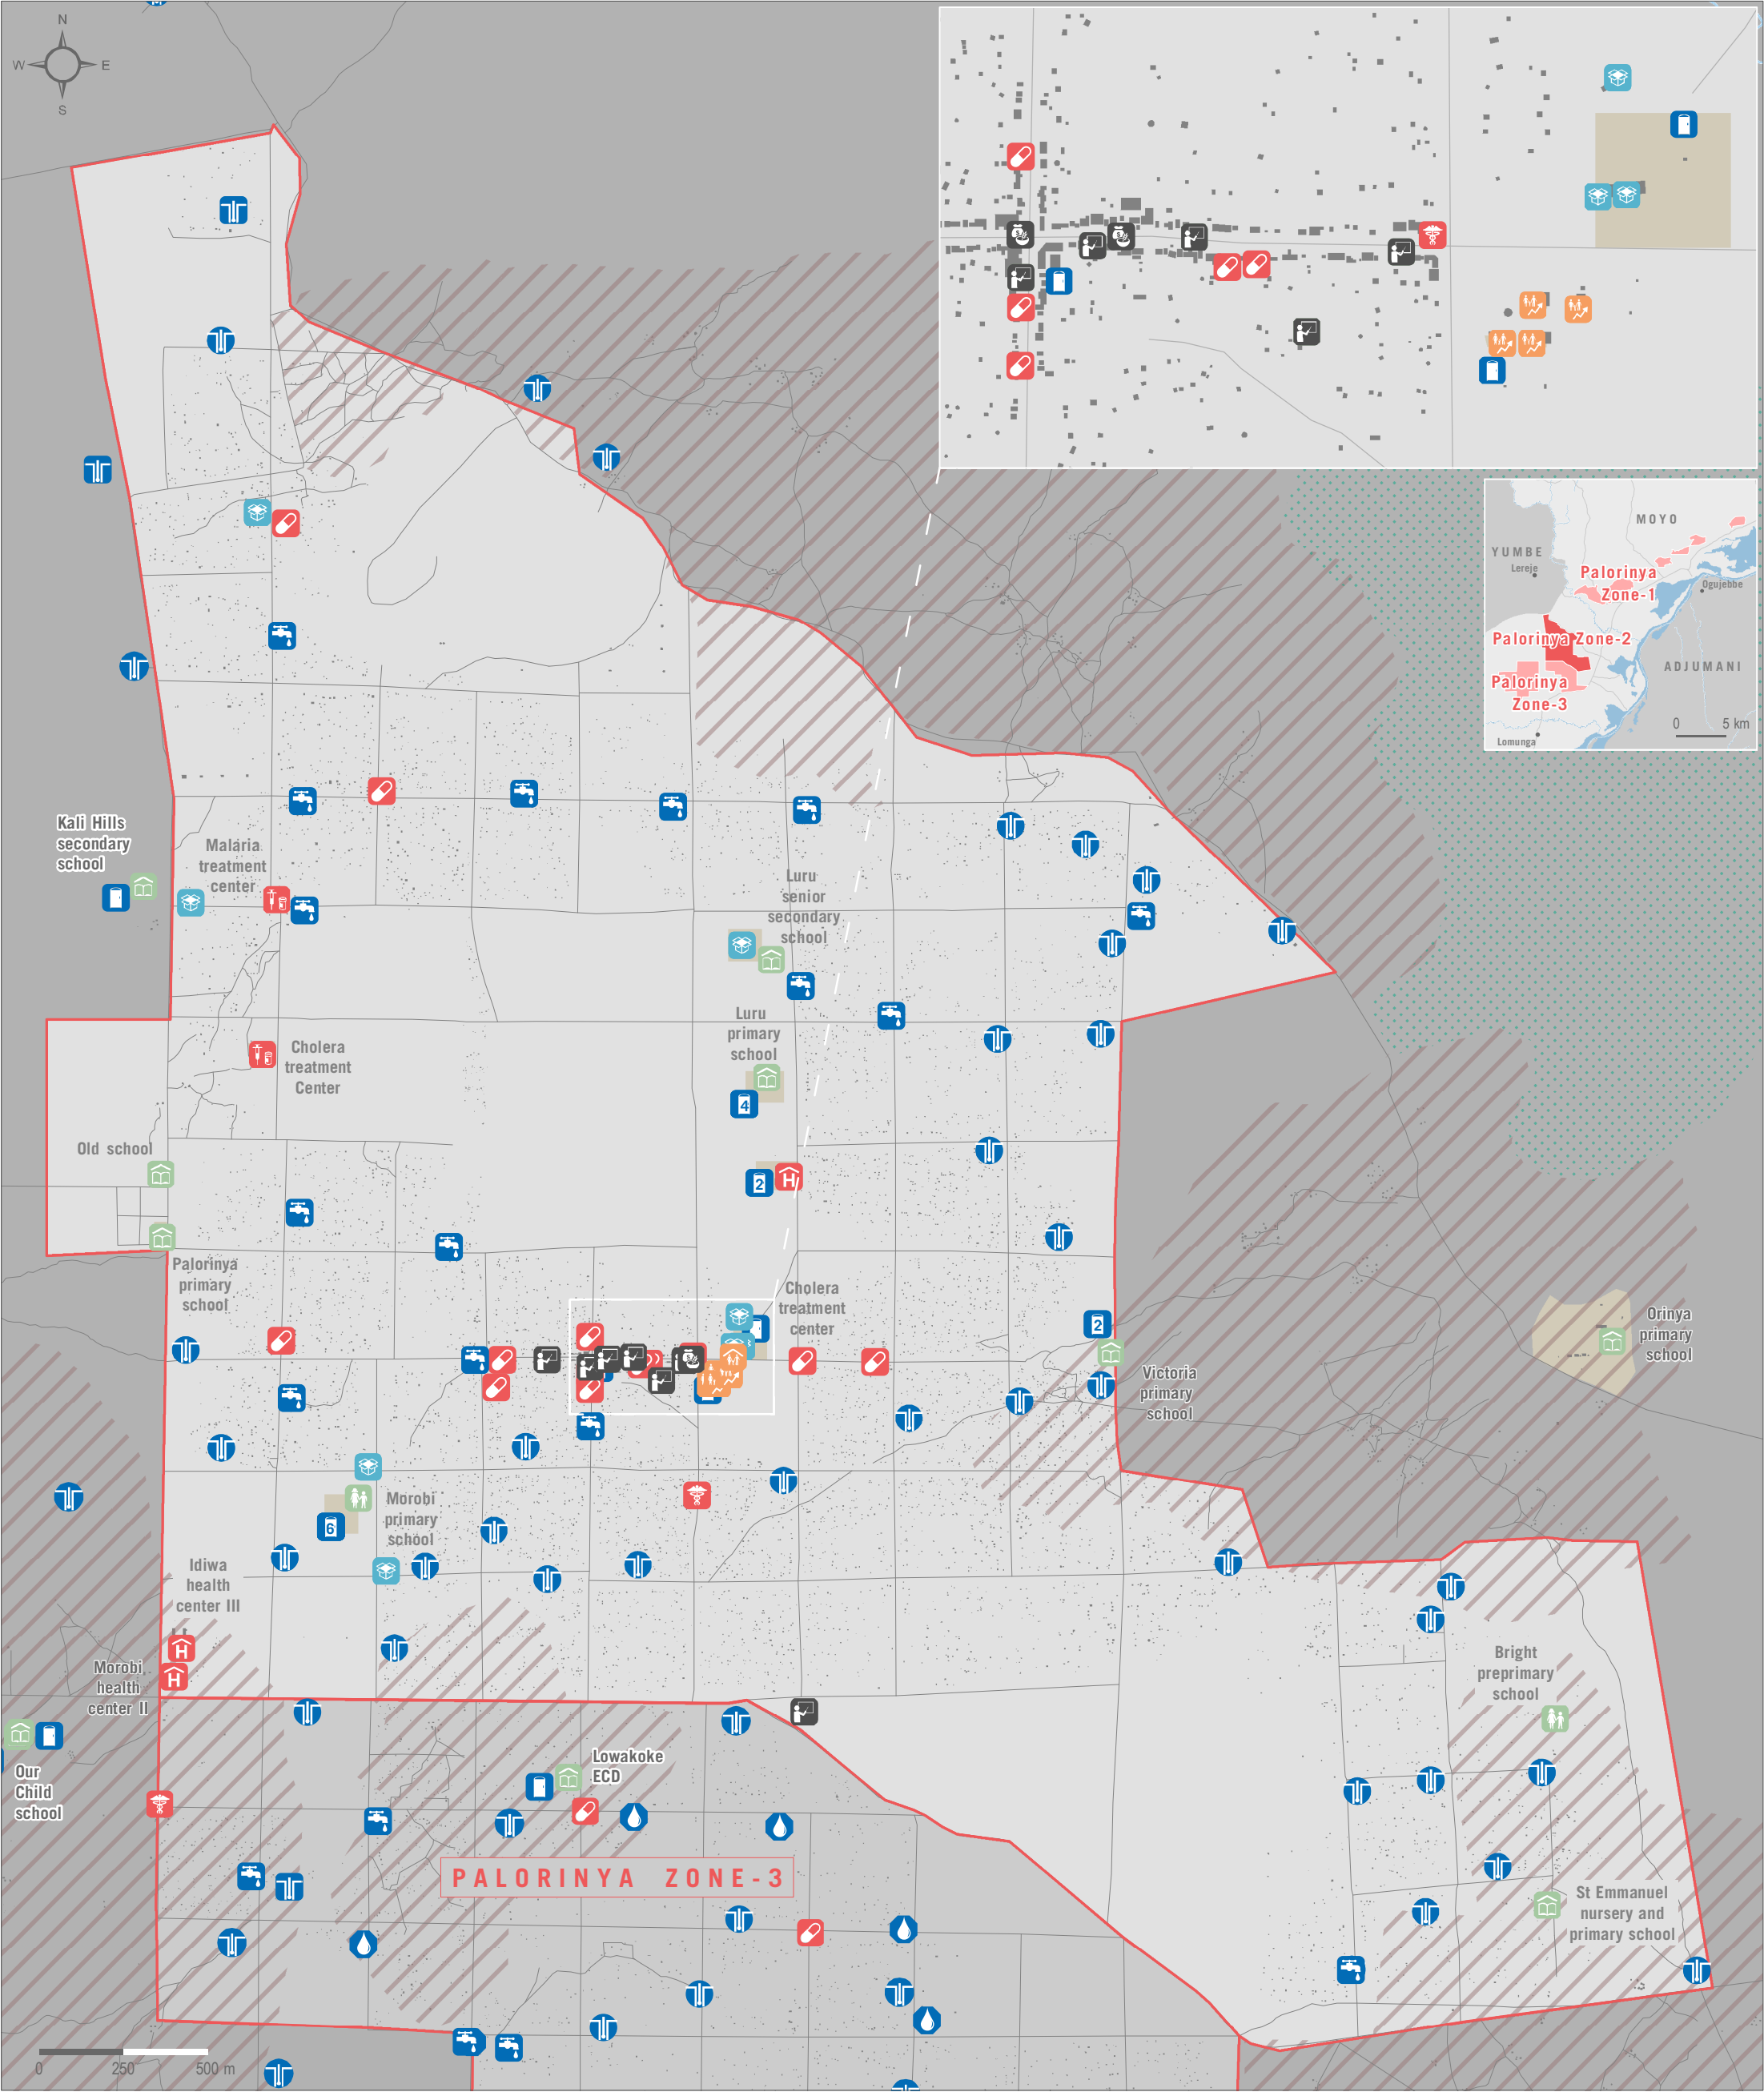 N
W
E
S
MOYO
YUMBE
Lereje
Palorinya
Zone-1
Ogujebbe
Palorinya Zone-2
ADJUMANI
Palorinya
Zone-3
0
5 km
Lomunga
Kali Hills
secondary
school
Malaria
treatment
center
Luru
senior
secondary
school
Luru
primary
school
4
Cholera
treatment
Center
Old school
H
2
Palorinya
primary
school
Cholera
treatment
center
2
Orinya
primary
school
Victoria
primary
school
Morobi
primary
school
6
Idiwa
health
center III
H
H
Morobi
health
center II
Bright
preprimary
school
Our
Child
school
Lowakoke
ECD
PALORINYA ZONE-3
St Emmanuel
nursery and
primary school
0
250
500 m